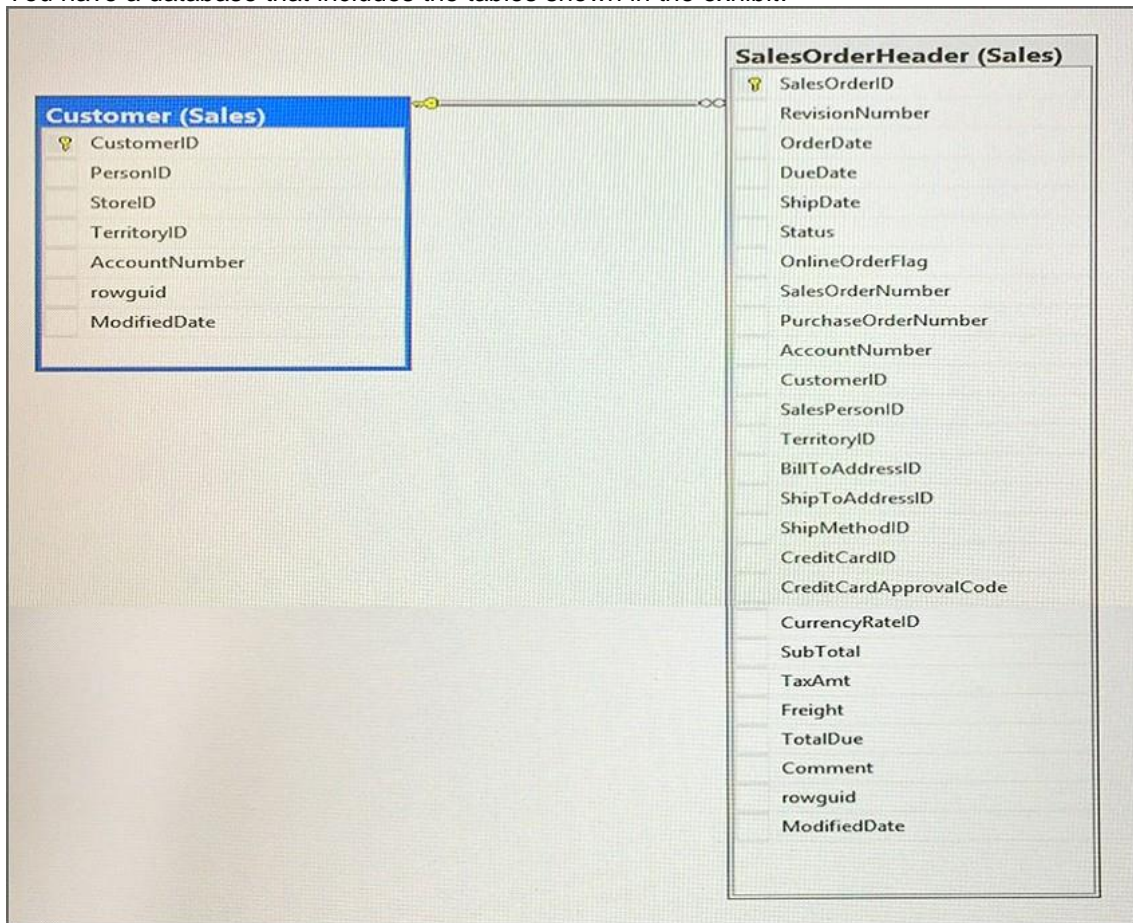 You have a database that includes the tables shown in the exhibit.
Customer (Sales)
CustomerID
PersonID
StoreID
TerritoryID
AccountNumber
rowguid
ModifiedDate
SalesOrderHeader (Sales)
SalesOrderID
RevisionNumber
OrderDate
DueDate
ShipDate
Status
OnlineOrderFlag
SalesOrderNumber
PurchaseOrderNumber
AccountNumber
CustomerID
SalesPersonID
TerritoryID
BillToAddressID
ShipToAddressID
ShipMethodID
CreditCardID
CreditCardApprovalCode
CurrencyRateID
SubTotal
TaxAmt
Freight
TotalDue
Comment
rowguid
ModifiedDate